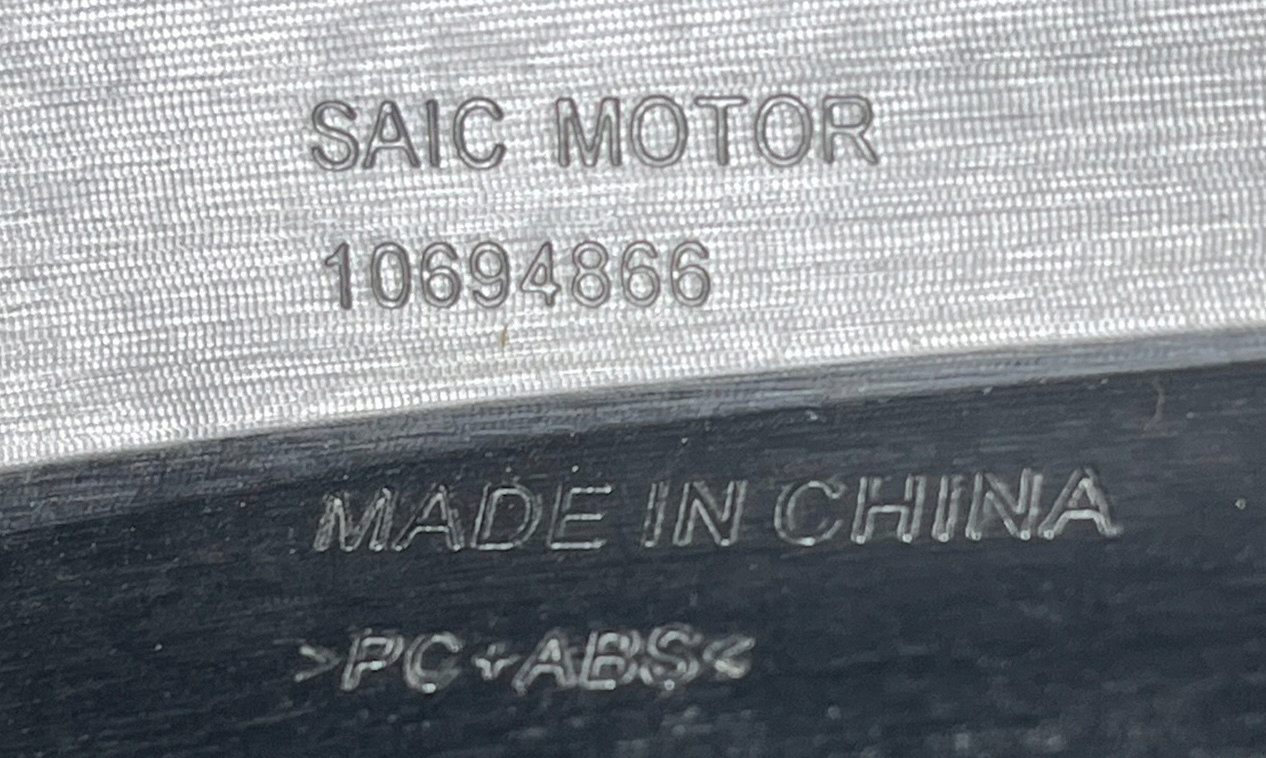 SAIC MOTOR
10694866
MADE IN CHINA
>PC+ABS<